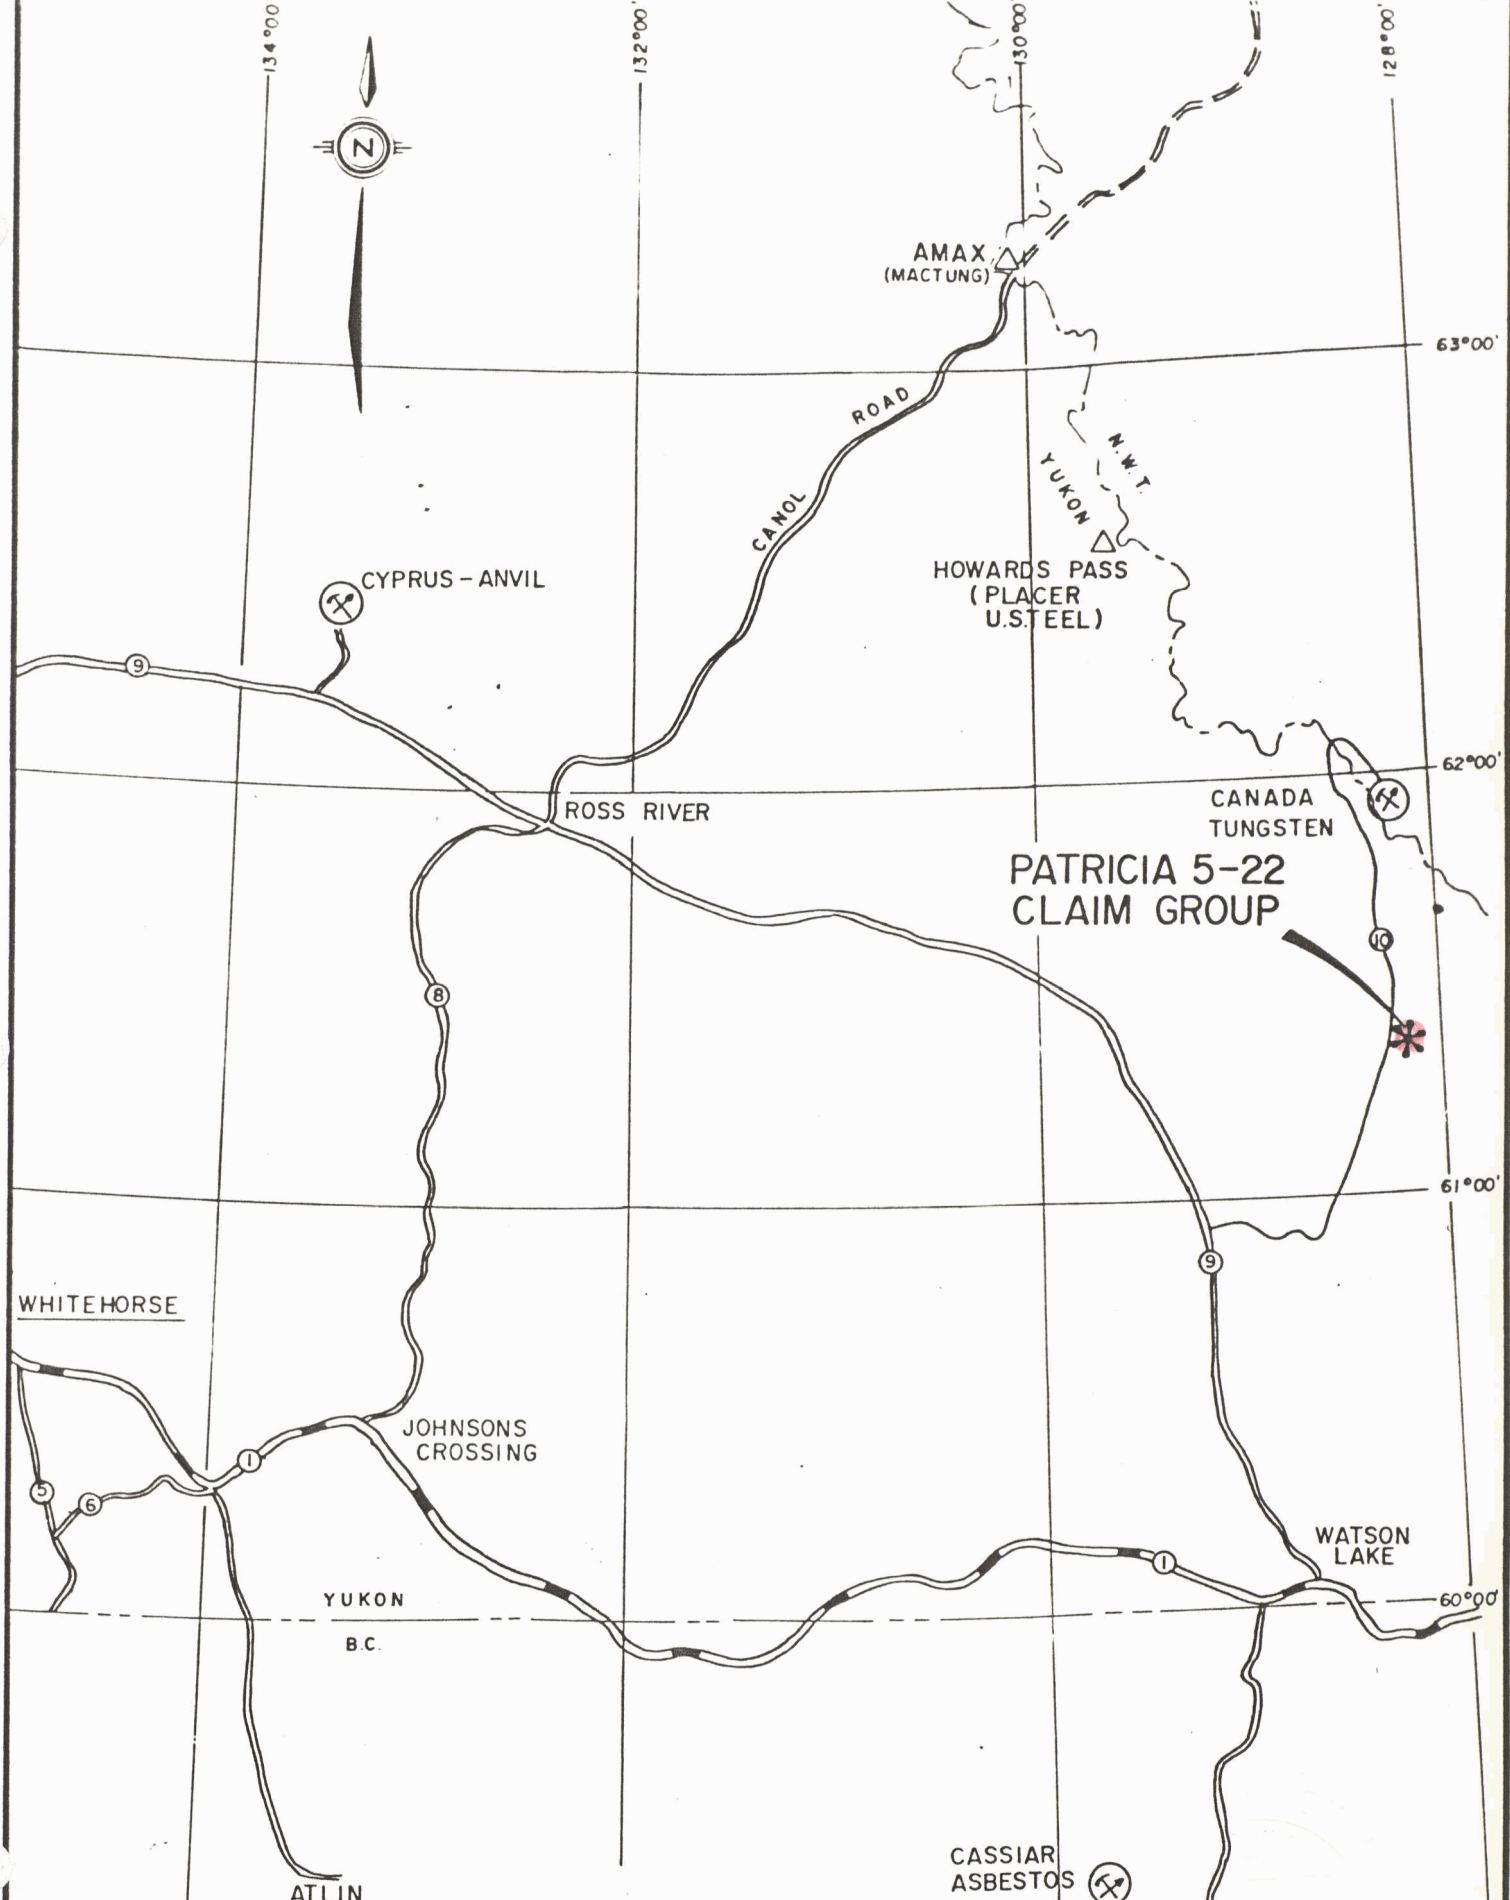 134°00
132°00'
130°00'
128°00'
N
AMAX
(MACTUNG)
63°00'
ROAD
CANOL
N.W.T.
YUKON
HOWARDS PASS
(PLACER
U.S.TEEL)
CYPRUS-ANVIL
9
62°00'
ROSS RIVER
CANADA
TUNGSTEN
PATRICIA 5-22
CLAIM GROUP
10
8
61°00'
9
WHITEHORSE
JOHNSONS
CROSSING
1
5
6
WATSON
LAKE
1
60°00'
YUKON
B.C.
CASSIAR
ASBESTOS
ATLIN